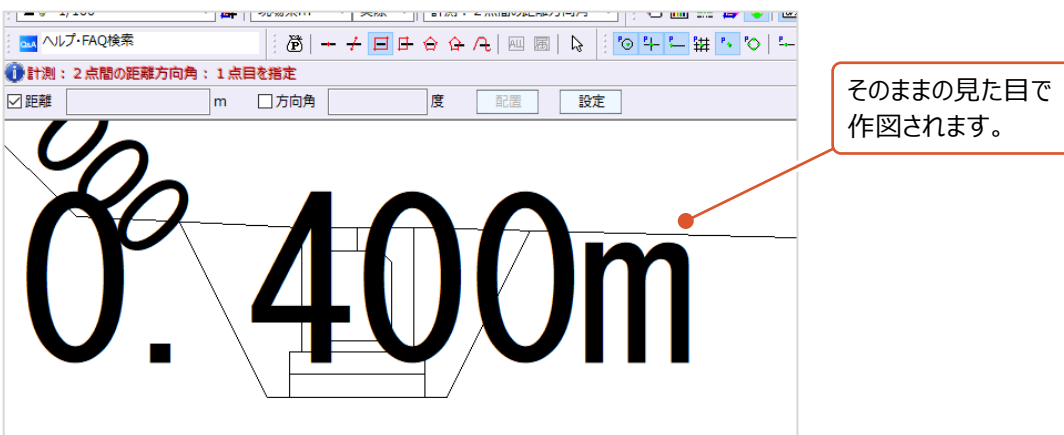 ヘルプ・FAQ検索
計測：２点間の距離方向角：１点目を指定
距離 m 方向角 度 配置 設定
そのままの見た目で
作図されます。
000
0.400m